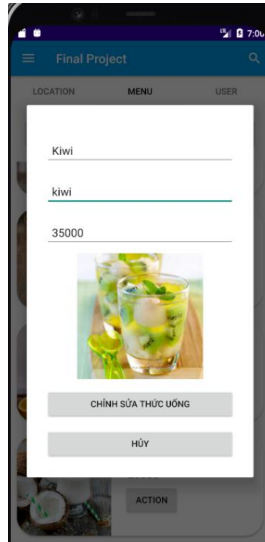 7:0
Final Project
LOCATION MENU USER
Kiwi
kiwi
35000
CHỈNH SỬA THỨC UỐNG
HỦY
ACTION